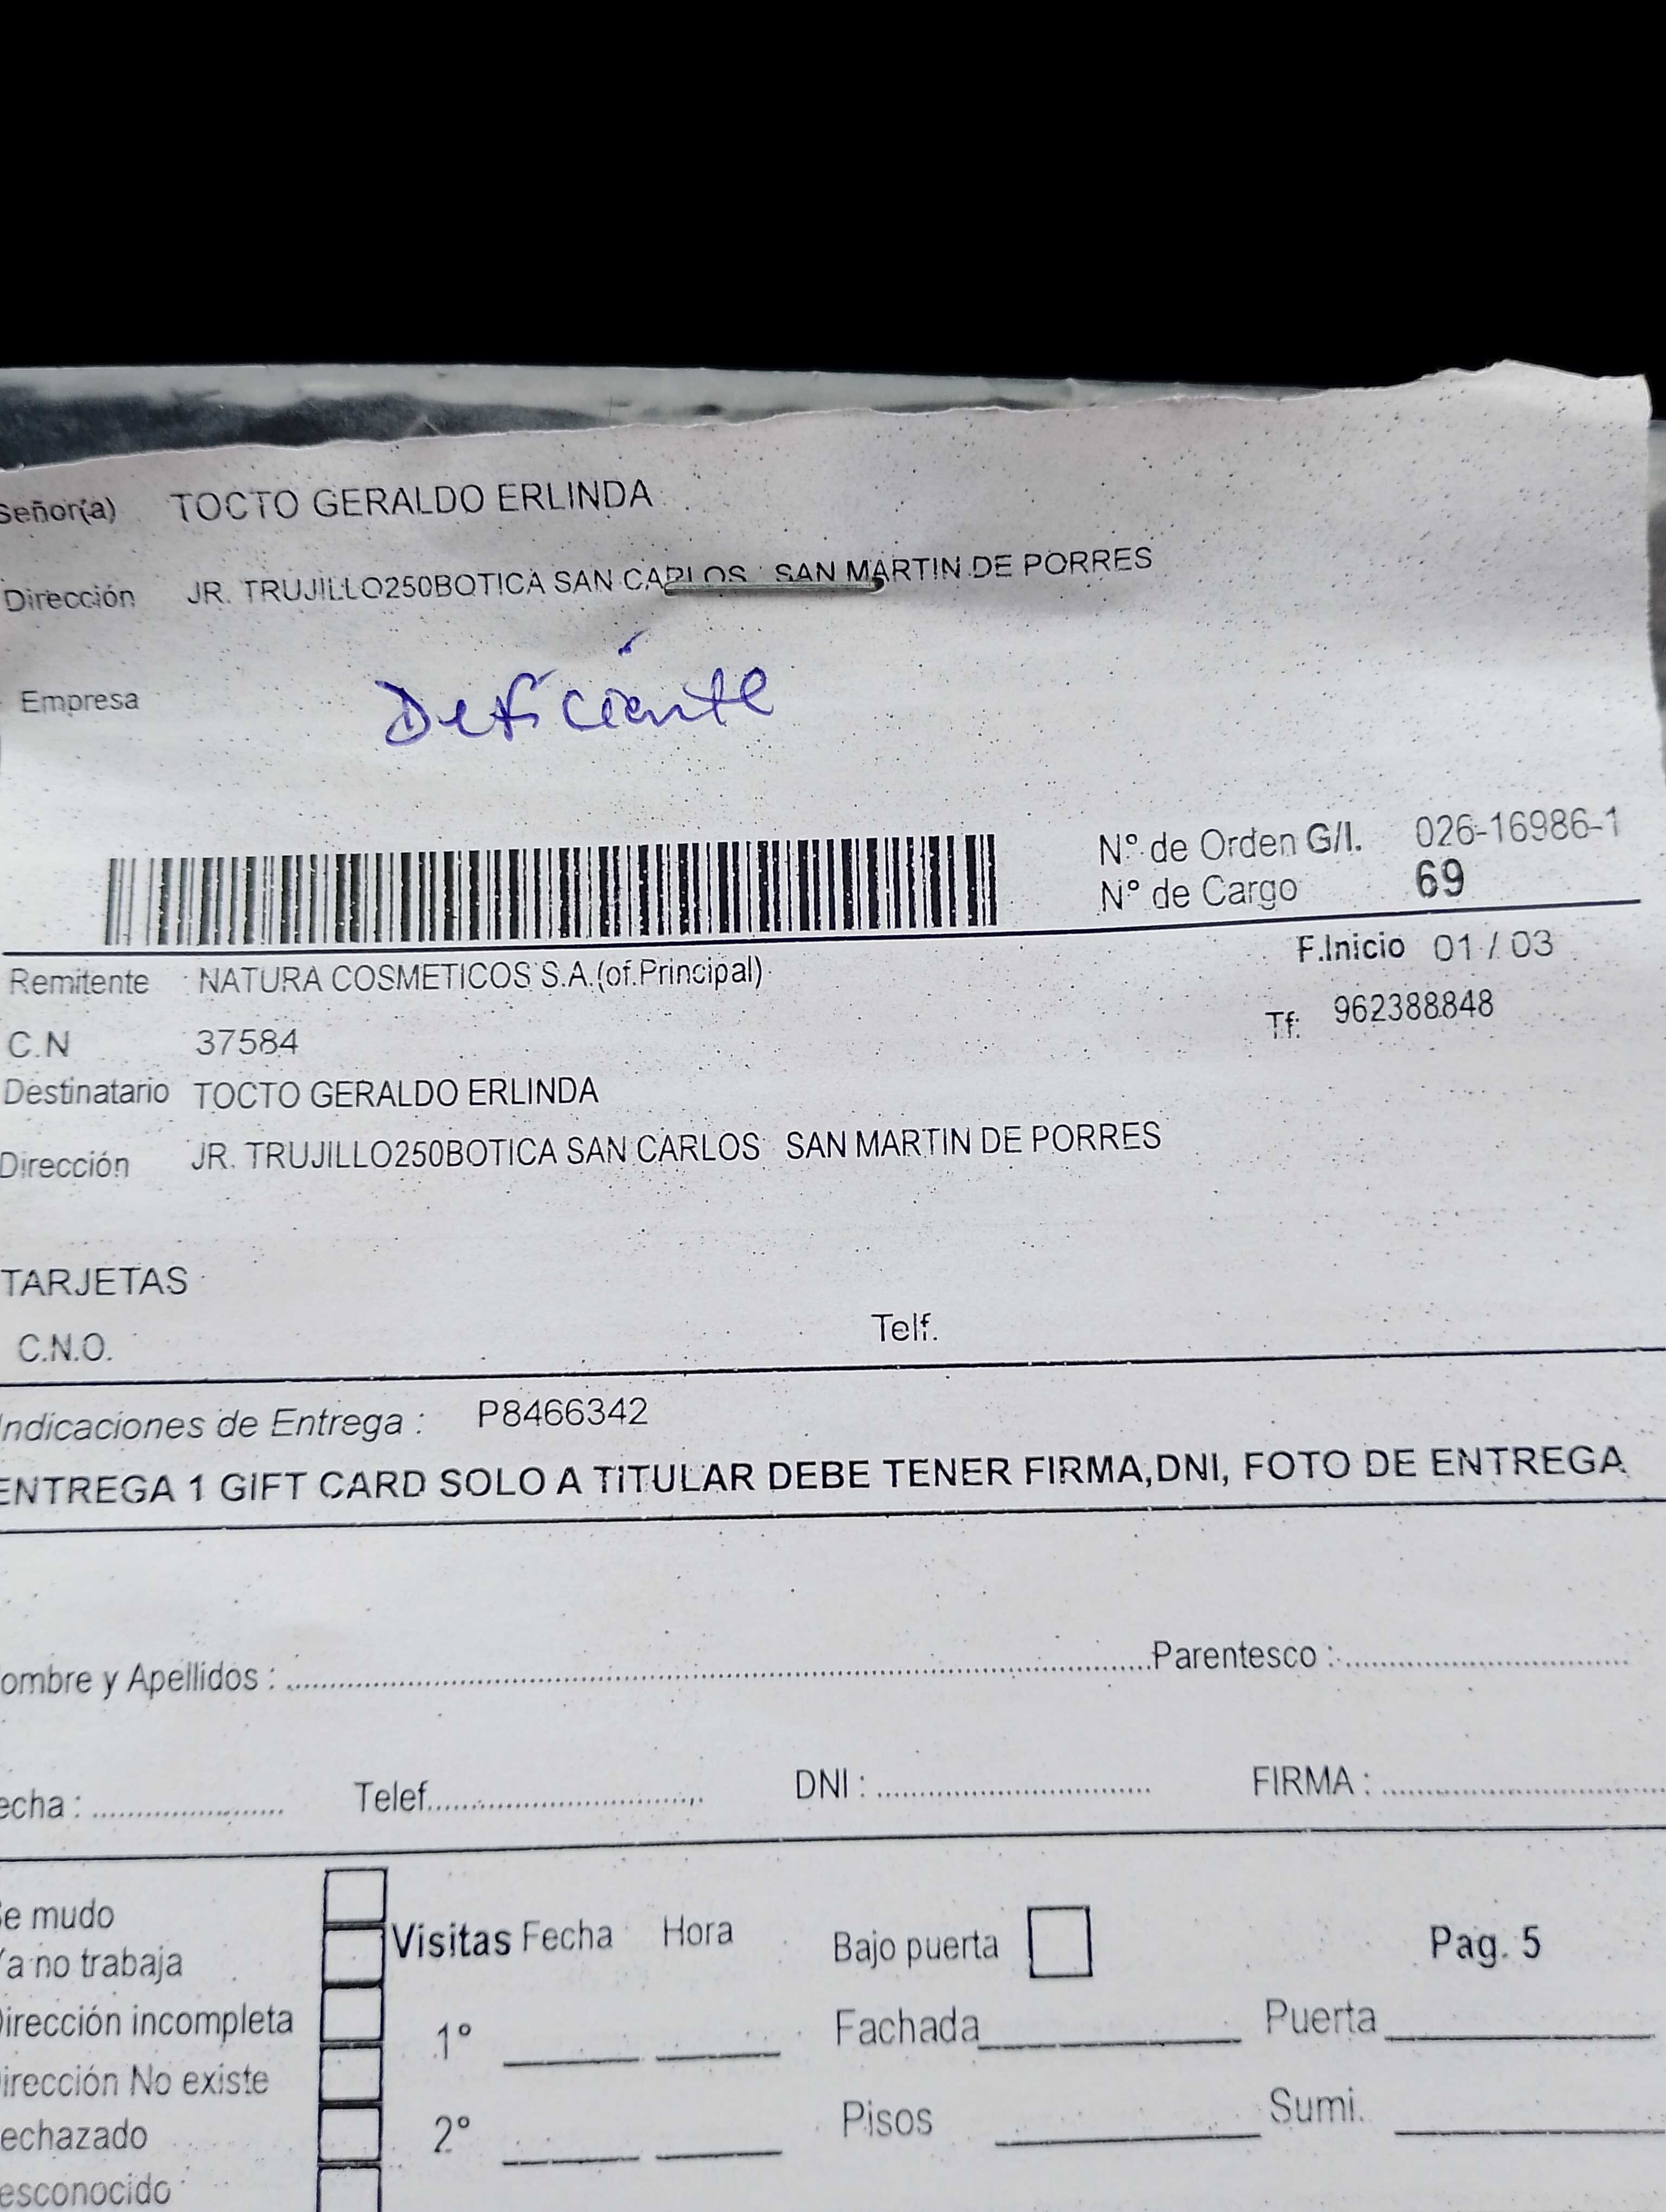 Señor(a) TOCTO GERALDO ERLINDA
Dirección JR. TRUJILLO250BOTICA SAN CARLOS SAN MARTIN DE PORRES
Empresa
Deficiente
Nº de Orden G/I. 026-16986-1
Nº de Cargo 69
F.Inicio 01 / 03
Remitente NATURA COSMETICOS S.A.(of.Principal)
Tf: 962388848
C.N 37584
Destinatario TOCTO GERALDO ERLINDA
Dirección JR. TRUJILLO250BOTICA SAN CARLOS SAN MARTIN DE PORRES
TARJETAS
C.N.O. Telf.
Indicaciones de Entrega : P8466342
ENTREGA 1 GIFT CARD SOLO A TITULAR DEBE TENER FIRMA,DNI, FOTO DE ENTREGA
ombre y Apellidos : Parentesco :
echa : Telef. DNI : FIRMA :
Se mudo
Ya no trabaja
Visitas Fecha Hora Bajo puerta Pag. 5
Dirección incompleta
1º Fachada Puerta
Dirección No existe
echazado
2º Pisos Sumi.
esconocido